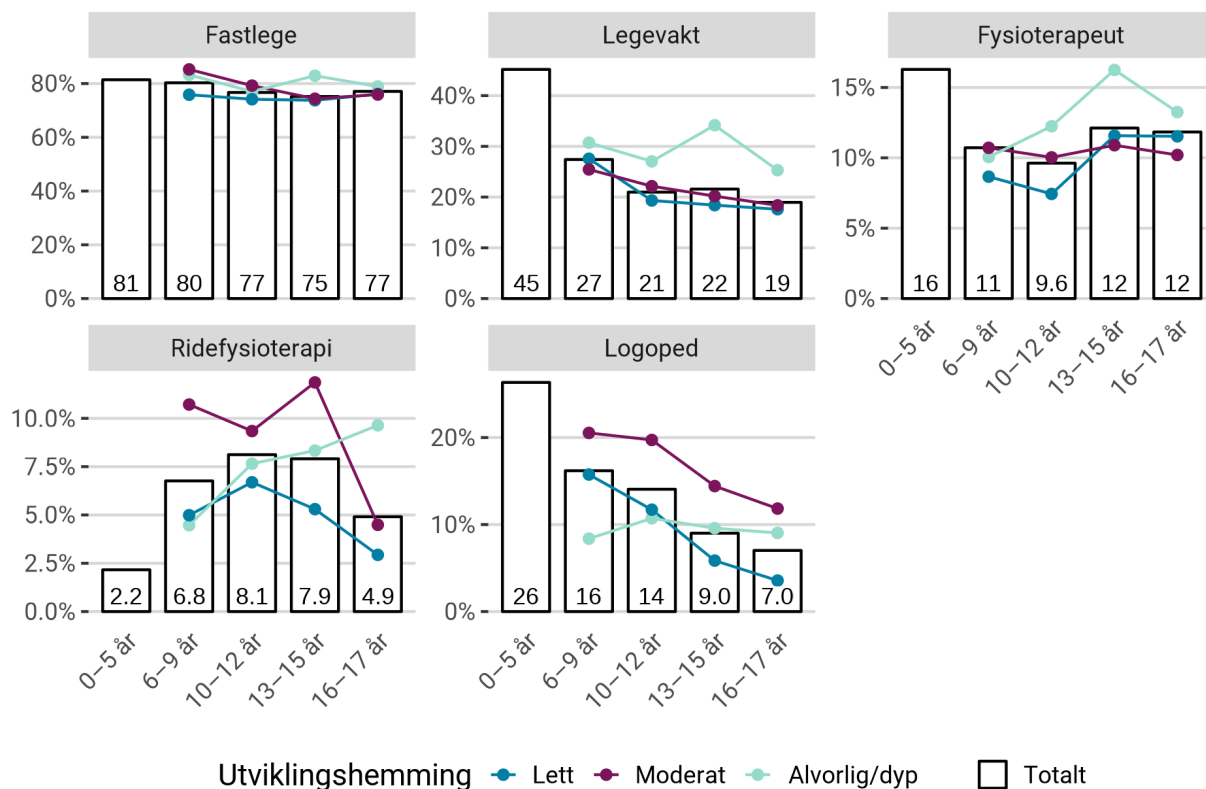 Fastlege
Legevakt
Fysioterapeut
80%
60%
40%
20%
0%
81
80
77
75
77
40%
30%
20%
10%
0%
45
27
21
22
19
15%
10%
5%
0%
16
11
9.6
12
12
0–5 år
6–9 år
10–12 år
13–15 år
16–17 år
Ridefysioterapi
Logoped
10.0%
7.5%
5.0%
2.5%
0.0%
2.2
6.8
8.1
7.9
4.9
0–5 år
6–9 år
10–12 år
13–15 år
16–17 år
20%
10%
0%
26
16
14
9.0
7.0
0–5 år
6–9 år
10–12 år
13–15 år
16–17 år
Utviklingshemming Lett Moderat Alvorlig/dyp Totalt